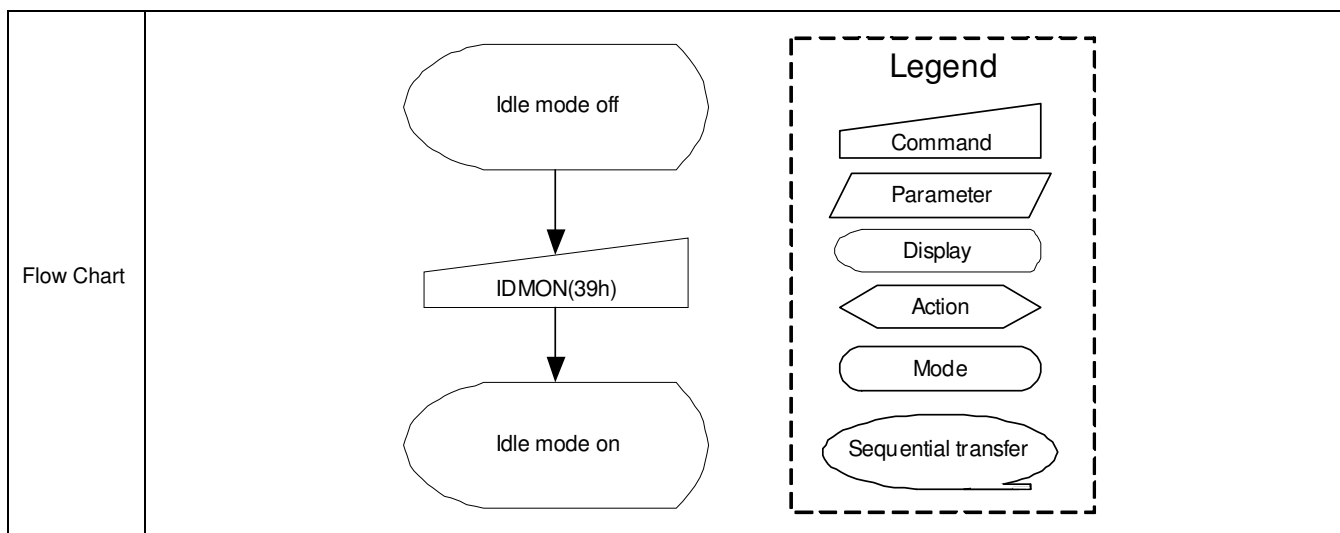 Flow Chart
Idle mode off
IDMON(39h)
Idle mode on
Legend
Command
Parameter
Display
Action
Mode
Sequential transfer